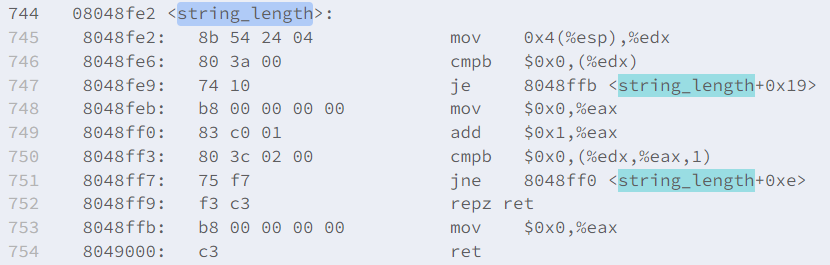 744 08048fe2 <string_length>:
745 8048fe2: 8b 54 24 04 mov 0x4(%esp),%edx
746 8048fe6: 80 3a 00 cmpb $0x0,(%edx)
747 8048fe9: 74 10 je 8048ffb <string_length+0x19>
748 8048feb: b8 00 00 00 00 mov $0x0,%eax
749 8048ff0: 83 c0 01 add $0x1,%eax
750 8048ff3: 80 3c 02 00 cmpb $0x0,(%edx,%eax,1)
751 8048ff7: 75 f7 jne 8048ff0 <string_length+0xe>
752 8048ff9: f3 c3 repz ret
753 8048ffb: b8 00 00 00 00 mov $0x0,%eax
754 8049000: c3 ret